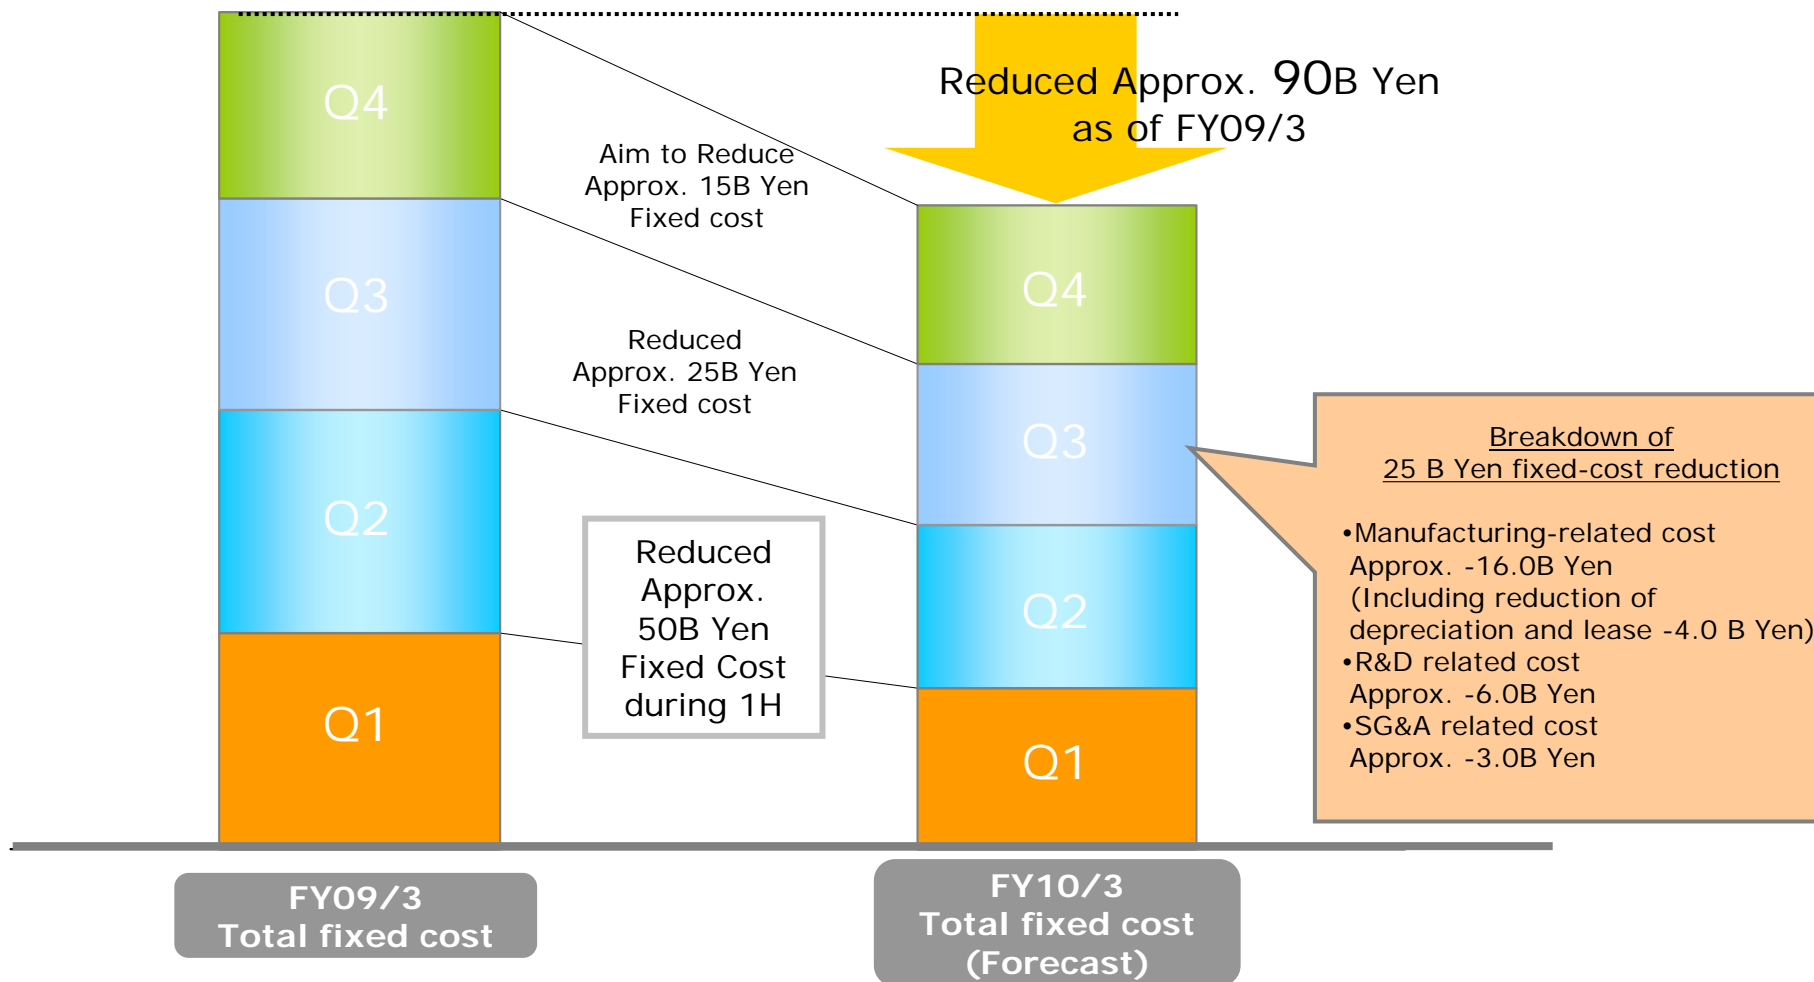 Q4
Q3
Q2
Q1
Aim to Reduce
Approx. 15B Yen
Fixed cost
Reduced
Approx. 25B Yen
Fixed cost
Reduced
Approx.
50B Yen
Fixed Cost
during 1H
Reduced Approx. 90B Yen
as of FY09/3
Q4
Q3
Q2
Q1
Breakdown of
25 B Yen fixed-cost reduction
•Manufacturing-related cost
Approx. -16.0B Yen
(Including reduction of
depreciation and lease -4.0 B Yen)
•R&D related cost
Approx. -6.0B Yen
•SG&A related cost
Approx. -3.0B Yen
FY09/3
Total fixed cost
FY10/3
Total fixed cost
(Forecast)